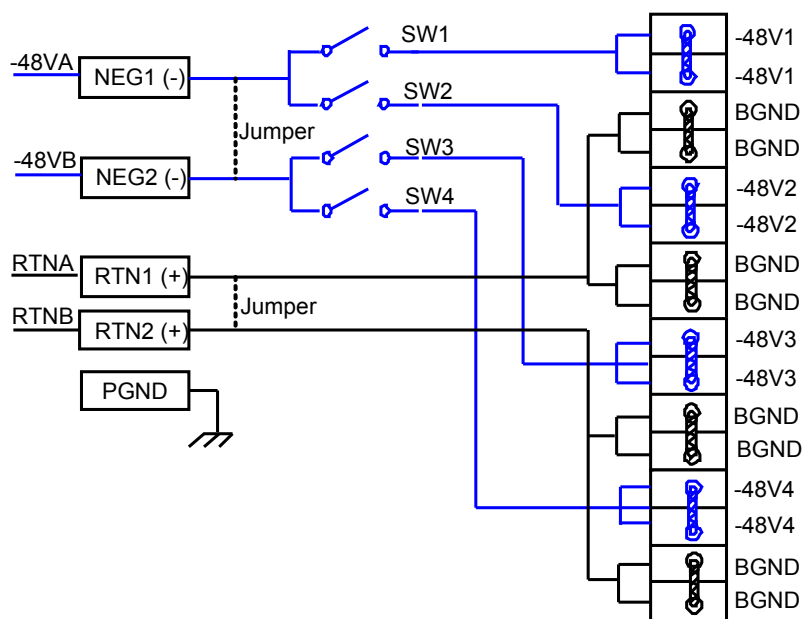 -48VA
NEG1 (-)
SW1
SW2
Jumper
-48VB
NEG2 (-)
SW3
SW4
RTNA
RTN1 (+)
Jumper
RTNB
RTN2 (+)
PGND
-48V1
-48V1
BGND
BGND
-48V2
-48V2
BGND
BGND
-48V3
-48V3
BGND
BGND
-48V4
-48V4
BGND
BGND